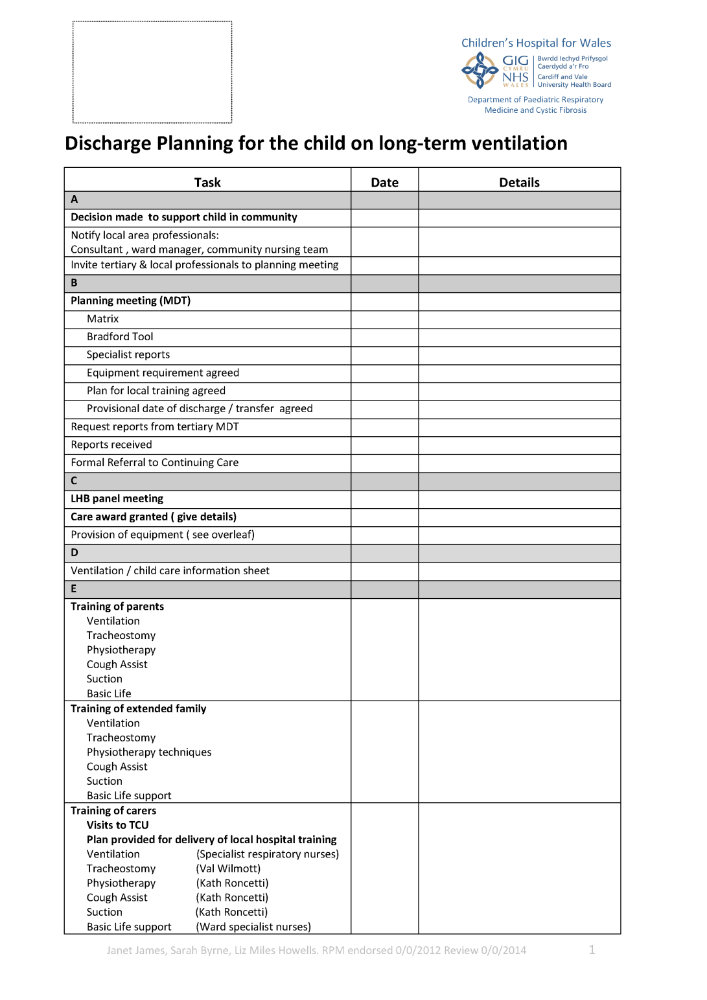 Children's Hospital for Wales
GIG
CYMRU
NHS
WALES
Bwrdd Iechyd Prifysgol
Caerdydd a'r Fro
Cardiff and Vale
University Health Board
Department of Paediatric Respiratory
Medicine and Cystic Fibrosis
Discharge Planning for the child on long-term ventilation
Task Date Details
A
Decision made  to support child in community
Notify local area professionals:
Consultant , ward manager, community nursing team
Invite tertiary & local professionals to planning meeting
B
Planning meeting (MDT)
Matrix
Bradford Tool
Specialist reports
Equipment requirement agreed
Plan for local training agreed
Provisional date of discharge / transfer  agreed
Request reports from tertiary MDT
Reports received
Formal Referral to Continuing Care
C
LHB panel meeting
Care award granted ( give details)
Provision of equipment ( see overleaf)
D
Ventilation / child care information sheet
E
Training of parents
Ventilation
Tracheostomy
Physiotherapy
Cough Assist
Suction
Basic Life
Training of extended family
Ventilation
Tracheostomy
Physiotherapy techniques
Cough Assist
Suction
Basic Life support
Training of carers
Visits to TCU
Plan provided for delivery of local hospital training
Ventilation (Specialist respiratory nurses)
Tracheostomy (Val Wilmott)
Physiotherapy (Kath Roncetti)
Cough Assist (Kath Roncetti)
Suction (Kath Roncetti)
Basic Life support (Ward specialist nurses)
Janet James, Sarah Byrne, Liz Miles Howells. RPM endorsed 0/0/2012 Review 0/0/2014 1